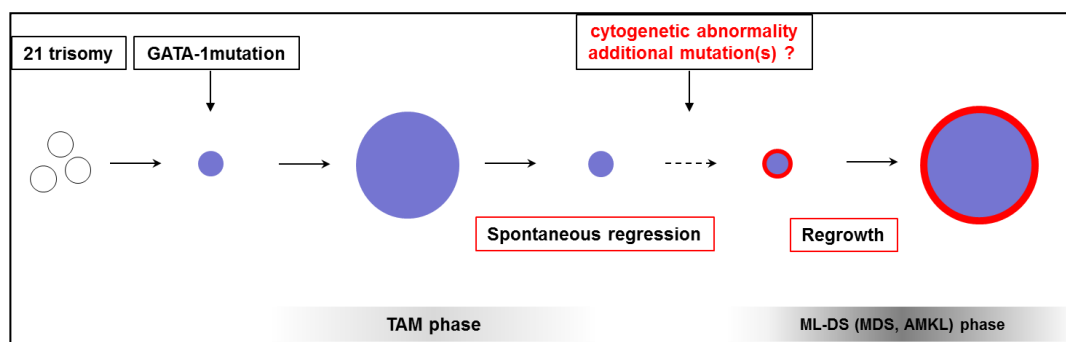 cytogenetic abnormality
additional mutation(s) ?
21 trisomy
GATA-1mutation
Spontaneous regression
Regrowth
TAM phase
ML-DS (MDS, AMKL) phase